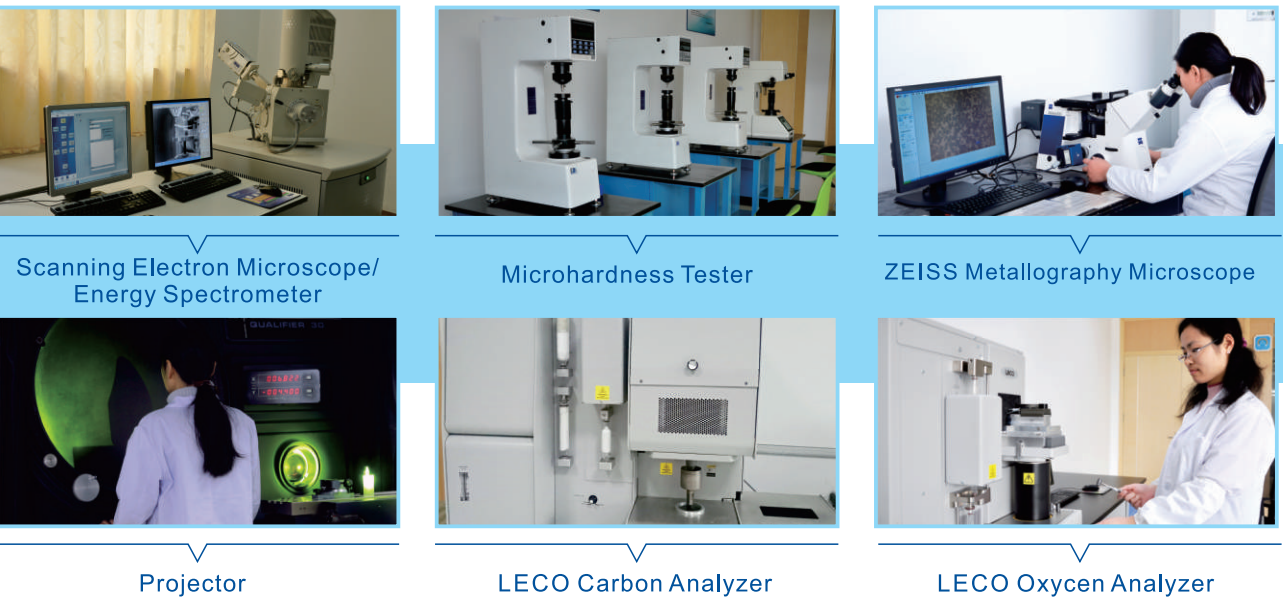 Scanning Electron Microscope/
Energy Spectrometer
Microhardness Tester
ZEISS Metallography Microscope
QUALIFIER 30
Projector
LECO Carbon Analyzer
LECO Oxycen Analyzer